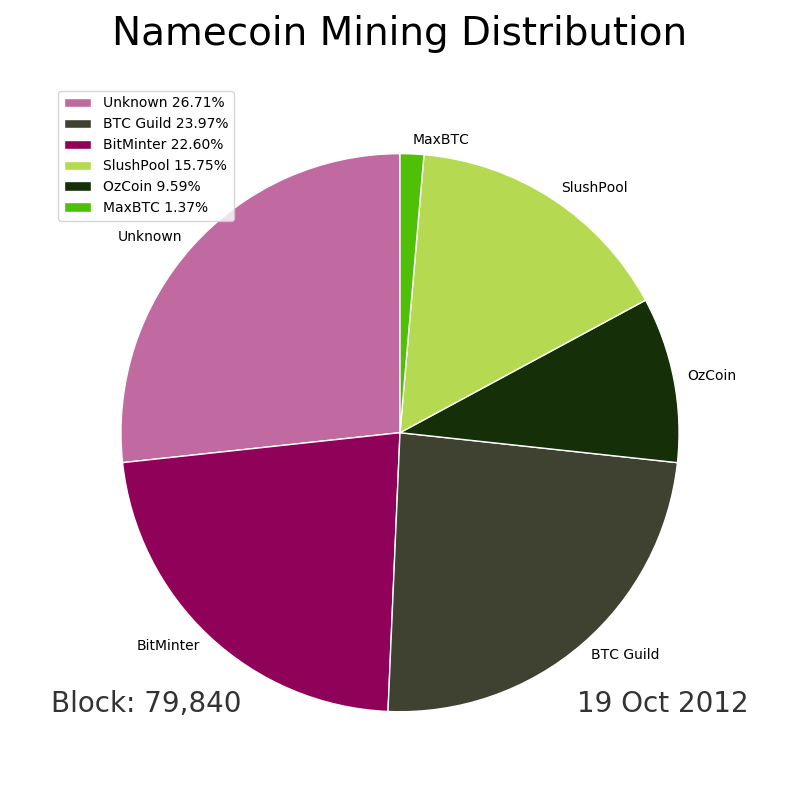 Namecoin Mining Distribution
Unknown 26.71%
BTC Guild 23.97%
BitMinter 22.60%
SlushPool 15.75%
OzCoin 9.59%
MaxBTC 1.37%
MaxBTC
SlushPool
Unknown
OzCoin
BitMinter
BTC Guild
Block: 79,840
19 Oct 2012